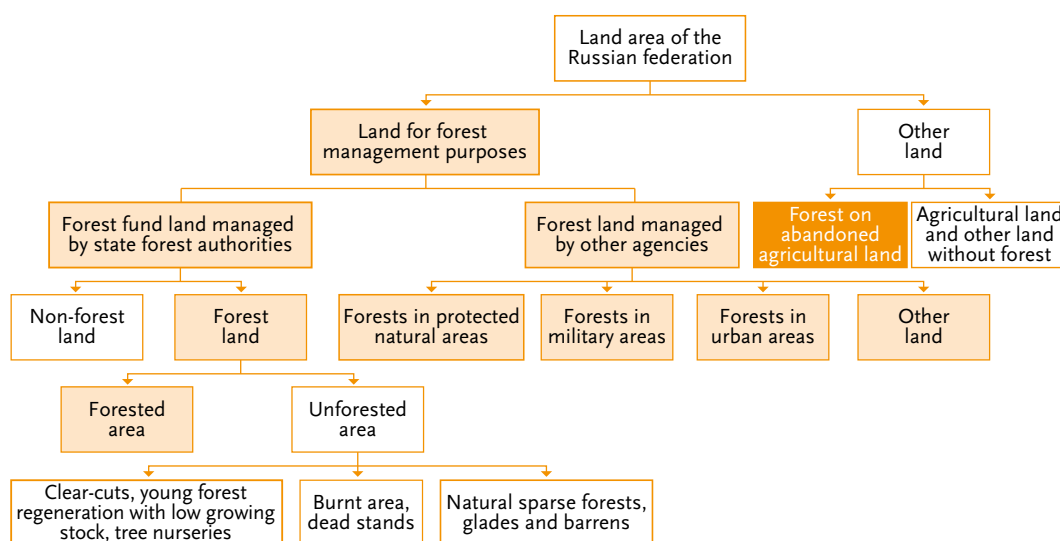 Land area of the
Russian federation
Land for forest
management purposes
Other
land
Forest fund land managed
by state forest authorities
Forest land managed
by other agencies
Forest on
abandoned
agricultural land
Agricultural land
and other land
without forest
Non-forest
land
Forest
land
Forests in protected
natural areas
Forests in
military areas
Forests in
urban areas
Other
land
Forested
area
Unforested
area
Clear-cuts, young forest
regeneration with low growing
stock, tree nurseries
Burnt area,
dead stands
Natural sparse forests,
glades and barrens